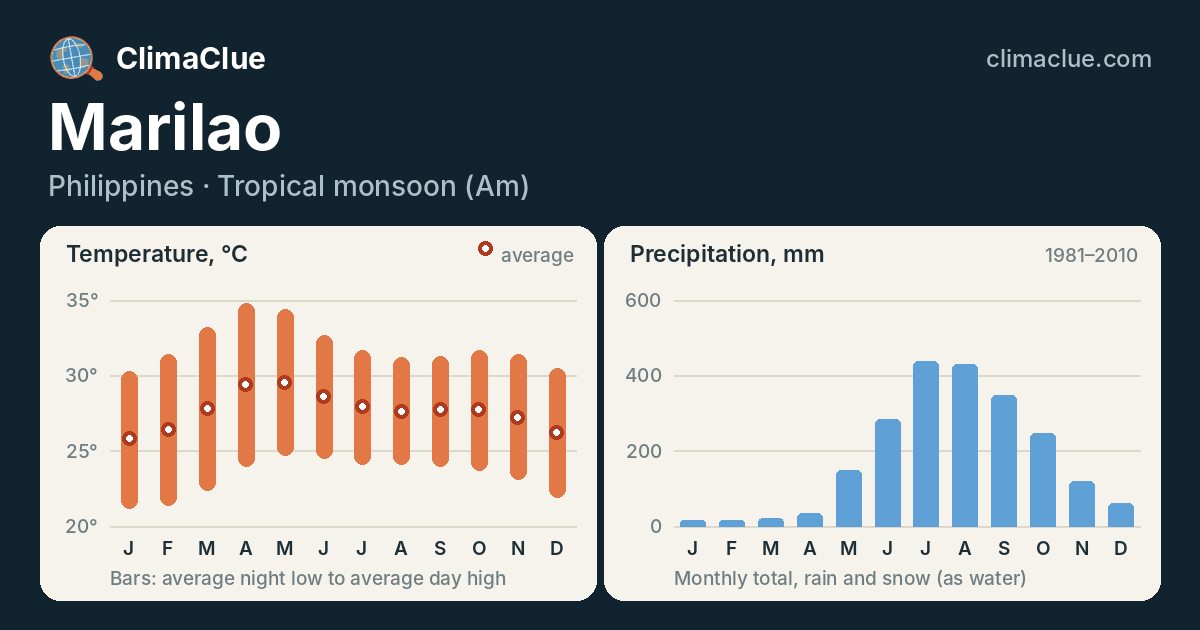 ClimaClue
climaclue.com
Marilao
Philippines · Tropical monsoon (Am)
Temperature, °C
average
35°
30°
25°
20°
J F M A M J J A S O N D
Bars: average night low to average day high
Precipitation, mm
1981–2010
600
400
200
0
J F M A M J J A S O N D
Monthly total, rain and snow (as water)